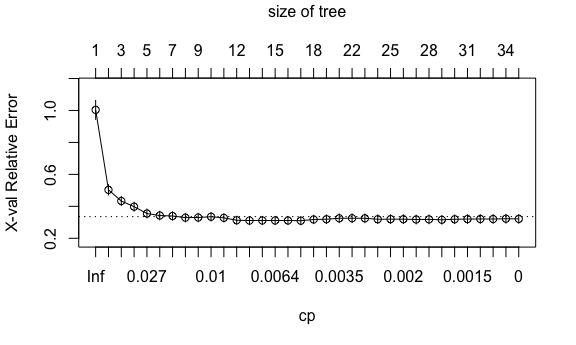 size of tree
1 3 5 7 9 12 15 18 22 25 28 31 34
X-val Relative Error
1.0
0.6
0.2
Inf 0.027 0.01 0.0064 0.0035 0.002 0.0015 0
cp